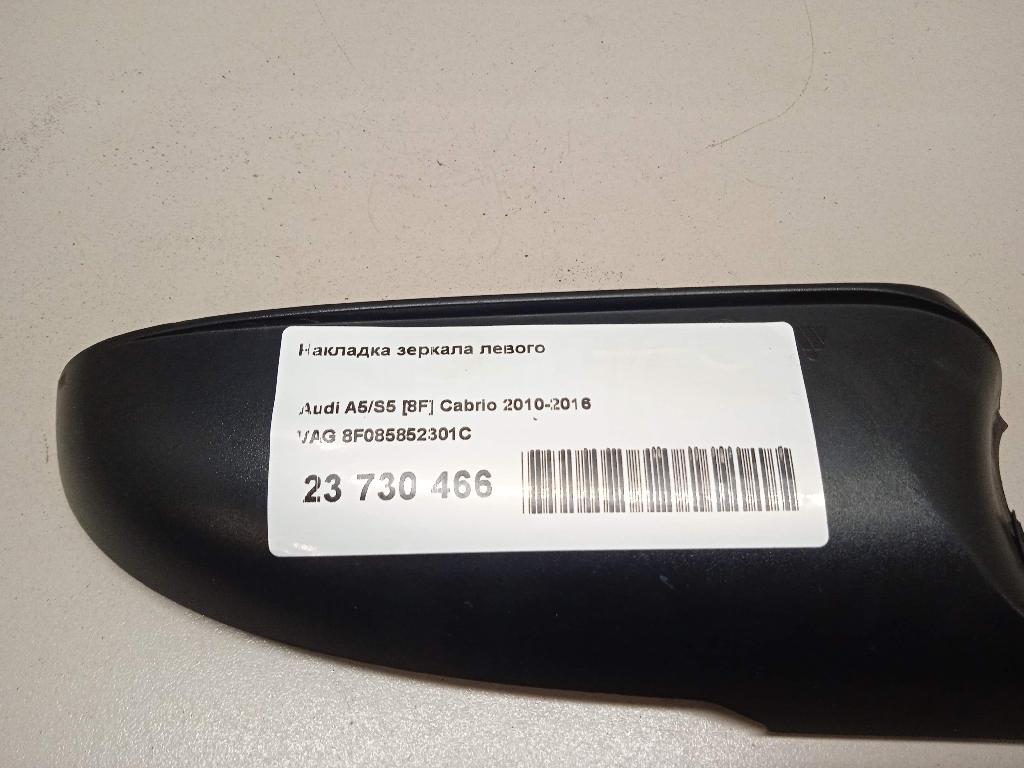 Накладка зеркала левого
Audi A5/S5 [8F] Cabrio 2010-2016
VAG 8F085852301C
23 730 466